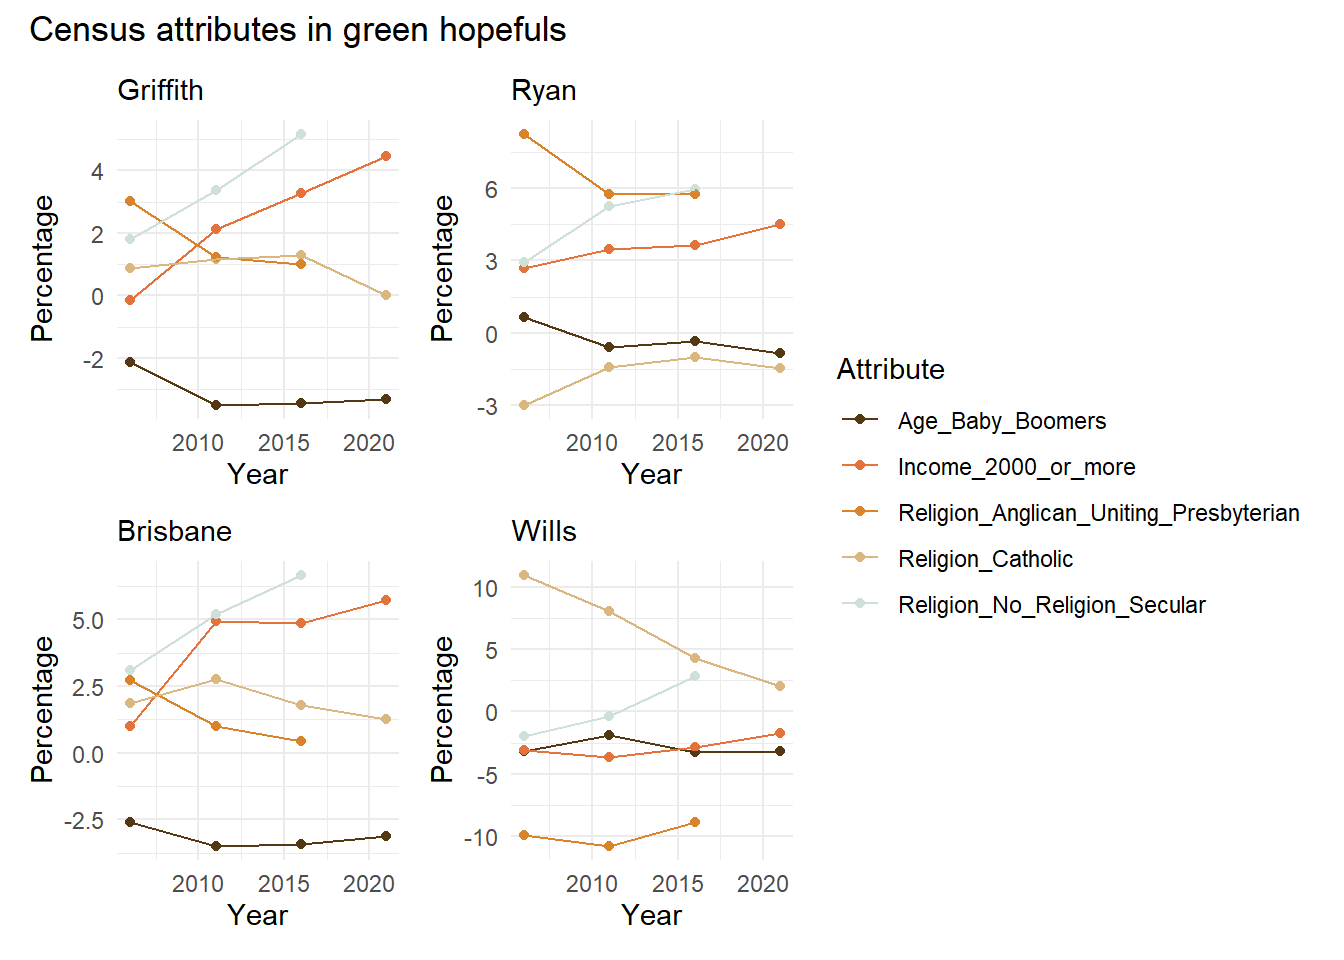 Census attributes in green hopefuls
Griffith
4
2
0
-2
Percentage
2010 2015 2020
Year
Ryan
6
3
0
-3
Percentage
2010 2015 2020
Year
Brisbane
5.0
2.5
0.0
-2.5
Percentage
2010 2015 2020
Year
Wills
10
5
0
-5
-10
Percentage
2010 2015 2020
Year
Attribute
Age_Baby_Boomers
Income_2000_or_more
Religion_Anglican_Uniting_Presbyterian
Religion_Catholic
Religion_No_Religion_Secular